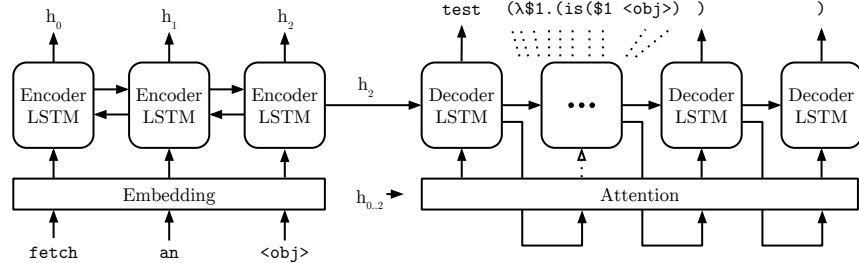 h₀ h₁ h₂ test (λ$1.(is($1 <obj>) ) )
Encoder LSTM
Encoder LSTM
Encoder LSTM
h₂
Decoder LSTM
•••
Decoder LSTM
Decoder LSTM
Embedding
h₀..₂
Attention
fetch an <obj>